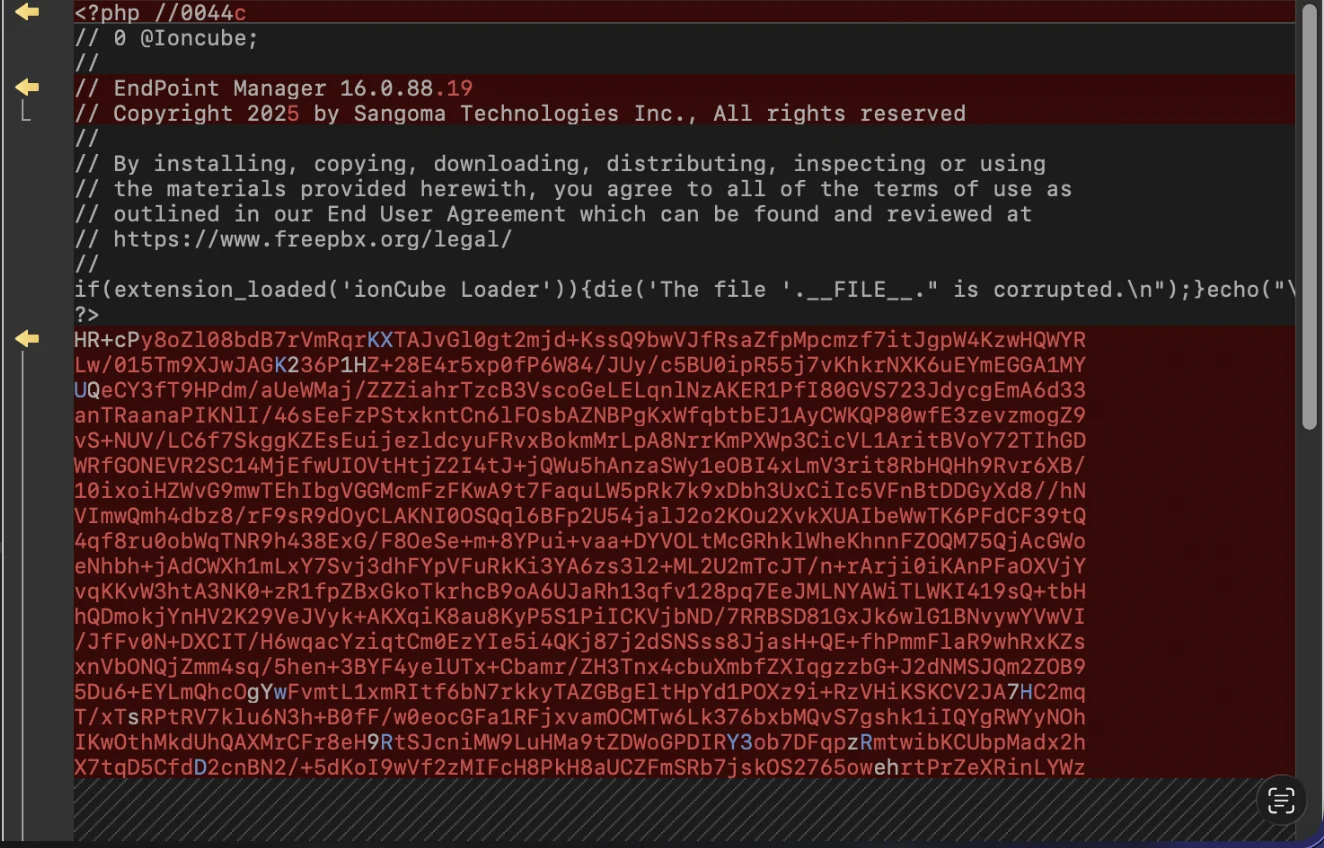 <?php //0044c
// 0 @Ioncube;
//
// EndPoint Manager 16.0.88.19
// Copyright 2025 by Sangoma Technologies Inc., All rights reserved
//
// By installing, copying, downloading, distributing, inspecting or using
// the materials provided herewith, you agree to all of the terms of use as
// outlined in our End User Agreement which can be found and reviewed at
// https://www.freepbx.org/legal/
//
if(extension_loaded('ionCube Loader')){die('The file '.__FILE__." is corrupted.\n");}echo("\
?>
HR+cPy8oZl08bdB7rVmRqrKXTAJvGl0gt2mjd+KssQ9bwVJfRsaZfpMpcmzf7itJgpW4KzwHQWYR
Lw/015Tm9XJwJAGK236P1HZ+28E4r5xp0fP6W84/JUy/c5BU0ipR55j7vKhkrNXK6uEYmEGGA1MY
UQeCY3fT9HPdm/aUeWMaj/ZZZiahrTzcB3VscoGeLELqnlNzAKER1PfI80GVS723JdycgEmA6d33
anTRaanaPIKNlI/46sEeFzPStxkntCn6lFOsbAZNBPgKxWfqbtbEJ1AyCWKQP80wfE3zevzmogZ9
vS+NUV/LC6f7SkggKZEsEuijezldcyuFRvxBokmMrLpA8NrrKmPXWp3CicVL1AritBVoY72TIhGD
WRfGONEVR2SC14MjEfwUIOVtHtjZ2I4tJ+jQWu5hAnzaSWy1eOBI4xLmV3rit8RbHQHh9Rvr6XB/
10ixoiHZWvG9mwTEhIbgVGGMcmFzFKwA9t7FaquLW5pRk7k9xDbh3UxCiIc5VFnBtDDGyXd8//hN
VImwQmh4dbz8/rF9sR9dOyCLAKNI0OSQql6BFp2U54jalJ2o2KOu2XvkXUAIbeWwTK6PFdCF39tQ
4qf8ru0obWqTNR9h438ExG/F8OeSe+m+8YPui+vaa+DYVOLtMcGRhklWheKhnnFZOQM75QjAcGWo
eNhbh+jAdCWXh1mLxY7Svj3dhFYpVFuRkKi3YA6zs3l2+ML2U2mTcJT/n+rArji0iKAnPFaOXVjY
vqKKvW3htA3NK0+zR1fpZBxGkoTkrhcB9oA6UJaRh13qfv128pq7EeJMLNYAWiTLWKI419sQ+tbH
hQDmokjYnHV2K29VeJVyk+AKXqiK8au8KyP5S1PiICKVjbND/7RRBSD81GxJk6wlG1BNvywYVwVI
/JfFv0N+DXCIT/H6wqacYziqtCm0EzYIe5i4QKj87j2dSNSss8JjasH+QE+fhPmmFlaR9whRxKZs
xnVbONQjZmm4sq/5hen+3BYF4yelUTx+Cbamr/ZH3Tnx4cbuXmbfZXIqgzzbG+J2dNMSJQm2ZOB9
5Du6+EYLmQhcOgYwFvmtL1xmRItf6bN7rkkyTAZGBgEltHpYd1POXz9i+RzVHiKSKCV2JA7HC2mq
T/xTsRPtRV7klu6N3h+B0fF/w0eocGFa1RFjxvamOCMTw6Lk376bxbMQvS7gshk1iIQYgRWYyNOh
IKwOthMkdUhQAXMrCFr8eH9RtSJcniMW9LuHMa9tZDWoGPDIRY3ob7DFqpzRmtwibKCUbpMadx2h
X7tqD5CfdD2cnBN2/+5dKoI9wVf2zMIFcH8PkH8aUCZFmSRb7jskOS2765owehrtPrZeXRinLYWz